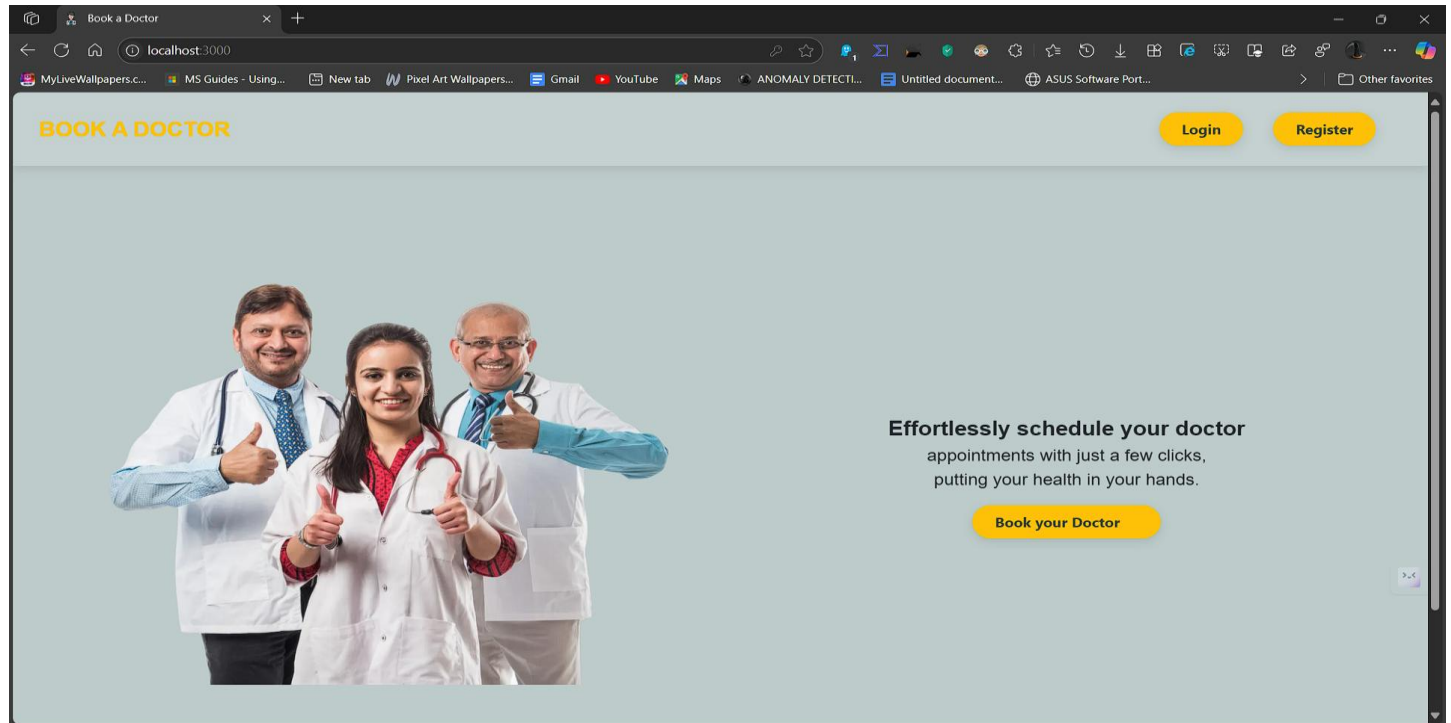 Book a Doctor
localhost:3000
1
MyLiveWallpapers.c... MS Guides - Using... New tab Pixel Art Wallpapers... Gmail YouTube Maps ANOMALY DETECTI... Untitled document... ASUS Software Port... Other favorites
BOOK A DOCTOR Login Register
Effortlessly schedule your doctor
appointments with just a few clicks,
putting your health in your hands.
Book your Doctor